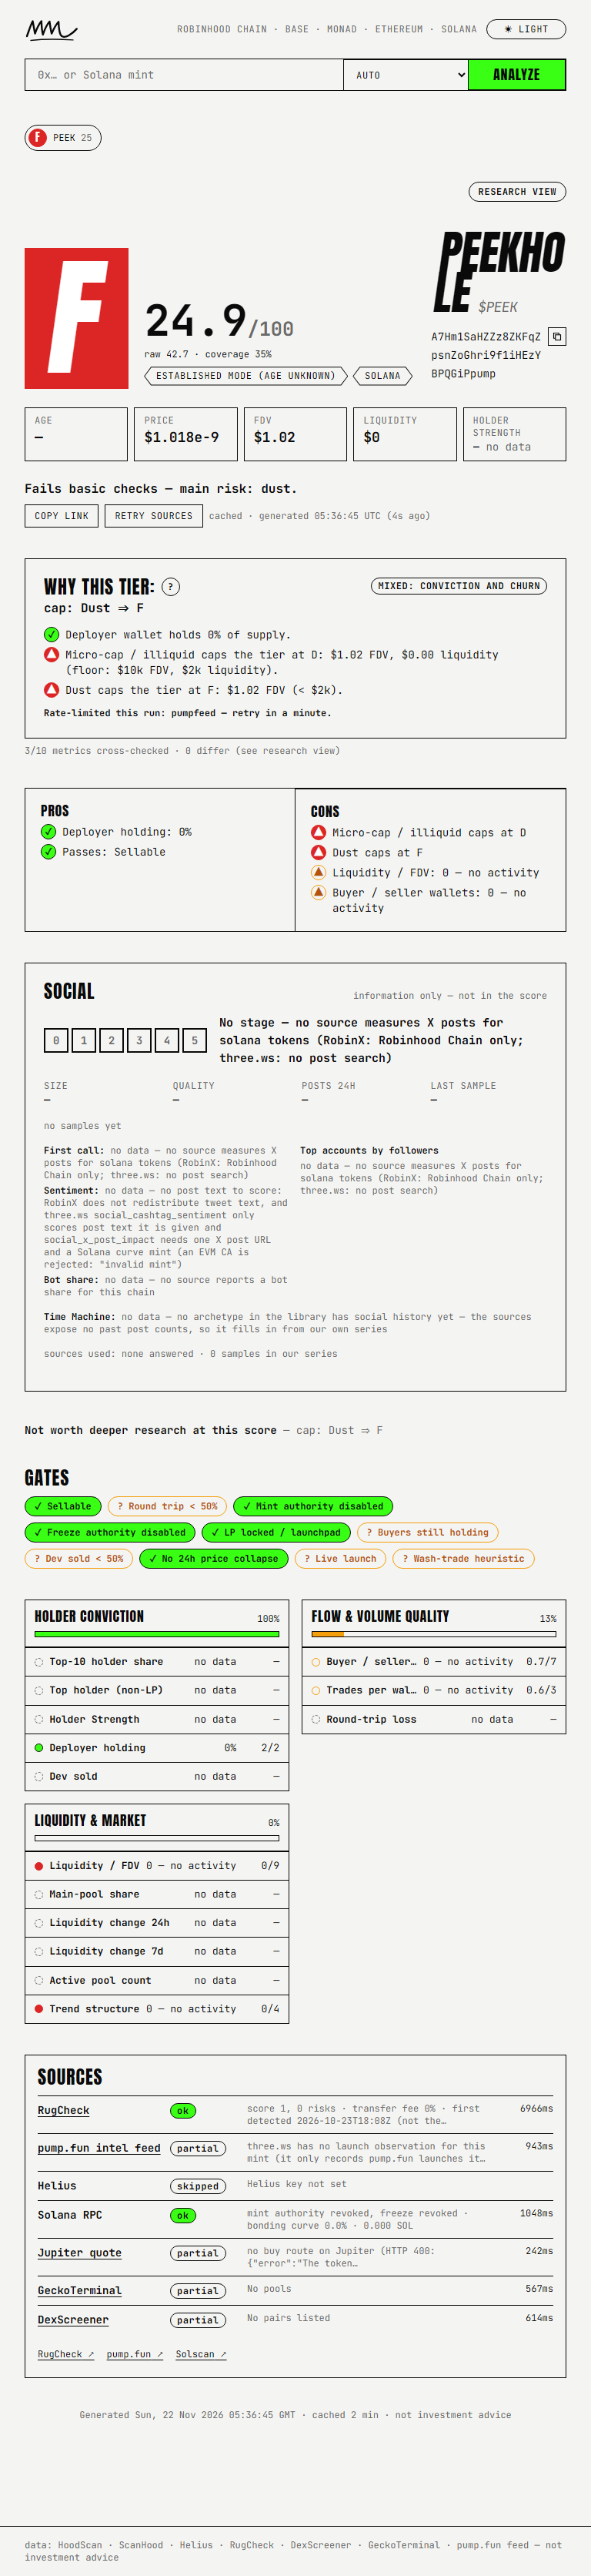 ROBINHOOD CHAIN · BASE · MONAD · ETHEREUM · SOLANA
☀ LIGHT
0x… or Solana mint
AUTO
ANALYZE
F PEEK 25
RESEARCH VIEW
F
24.9/100
raw 42.7 · coverage 35%
ESTABLISHED MODE (AGE UNKNOWN)
SOLANA
PEEKHO
LE $PEEK
A7Hm1SaHZZz8ZKFqZ
psnZoGhri9f1iHEzY
BPQGiPpump
AGE
—
PRICE
$1.018e-9
FDV
$1.02
LIQUIDITY
$0
HOLDER
STRENGTH
— no data
Fails basic checks — main risk: dust.
COPY LINK
RETRY SOURCES
cached · generated 05:36:45 UTC (4s ago)
WHY THIS TIER: ?
MIXED: CONVICTION AND CHURN
cap: Dust ⇒ F
✓ Deployer wallet holds 0% of supply.
Micro-cap / illiquid caps the tier at D: $1.02 FDV, $0.00 liquidity
(floor: $10k FDV, $2k liquidity).
Dust caps the tier at F: $1.02 FDV (< $2k).
Rate-limited this run: pumpfeed — retry in a minute.
3/10 metrics cross-checked · 0 differ (see research view)
PROS
✓ Deployer holding: 0%
✓ Passes: Sellable
CONS
Micro-cap / illiquid caps at D
Dust caps at F
Liquidity / FDV: 0 — no activity
Buyer / seller wallets: 0 — no
activity
SOCIAL
information only — not in the score
0 1 2 3 4 5
No stage — no source measures X posts for
solana tokens (RobinX: Robinhood Chain only;
three.ws: no post search)
SIZE
—
QUALITY
—
POSTS 24H
—
LAST SAMPLE
—
no samples yet
First call: no data — no source measures X
posts for solana tokens (RobinX: Robinhood
Chain only; three.ws: no post search)
Sentiment: no data — no post text to score:
RobinX does not redistribute tweet text, and
three.ws social_cashtag_sentiment only
scores post text it is given and
social_x_post_impact needs one X post URL
and a Solana curve mint (an EVM CA is
rejected: "invalid mint")
Bot share: no data — no source reports a bot
share for this chain
Top accounts by followers
no data — no source measures X posts for
solana tokens (RobinX: Robinhood Chain only;
three.ws: no post search)
Time Machine: no data — no archetype in the library has social history yet — the sources
expose no past post counts, so it fills in from our own series
sources used: none answered · 0 samples in our series
Not worth deeper research at this score — cap: Dust ⇒ F
GATES
✓ Sellable
? Round trip < 50%
✓ Mint authority disabled
✓ Freeze authority disabled
✓ LP locked / launchpad
? Buyers still holding
? Dev sold < 50%
✓ No 24h price collapse
? Live launch
? Wash-trade heuristic
HOLDER CONVICTION 100%
Top-10 holder share no data —
Top holder (non-LP) no data —
Holder Strength no data —
Deployer holding 0% 2/2
Dev sold no data —
FLOW & VOLUME QUALITY 13%
Buyer / seller… 0 — no activity 0.7/7
Trades per wal… 0 — no activity 0.6/3
Round-trip loss no data —
LIQUIDITY & MARKET 0%
Liquidity / FDV 0 — no activity 0/9
Main-pool share no data —
Liquidity change 24h no data —
Liquidity change 7d no data —
Active pool count no data —
Trend structure 0 — no activity 0/4
SOURCES
RugCheck ok score 1, 0 risks · transfer fee 0% · first 6966ms
detected 2026-10-23T18:08Z (not the…
pump.fun intel feed partial three.ws has no launch observation for this 943ms
mint (it only records pump.fun launches it…
Helius skipped Helius key not set
Solana RPC ok mint authority revoked, freeze revoked · 1048ms
bonding curve 0.0% · 0.000 SOL
Jupiter quote partial no buy route on Jupiter (HTTP 400: 242ms
{"error":"The token…
GeckoTerminal partial No pools 567ms
DexScreener partial No pairs listed 614ms
RugCheck ↗ pump.fun ↗ Solscan ↗
Generated Sun, 22 Nov 2026 05:36:45 GMT · cached 2 min · not investment advice
data: HoodScan · ScanHood · Helius · RugCheck · DexScreener · GeckoTerminal · pump.fun feed — not
investment advice